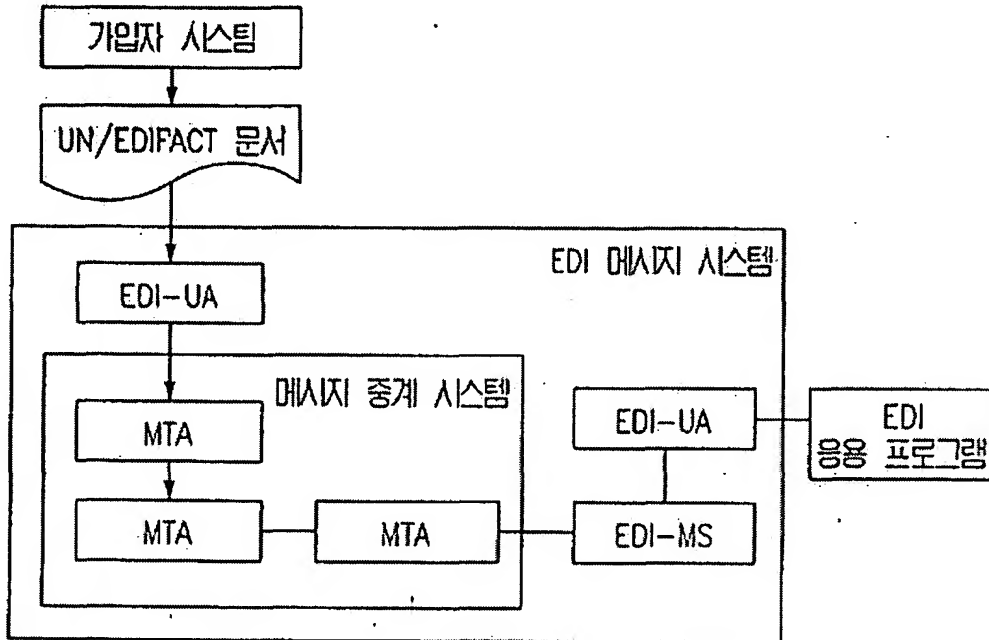 가입자 시스템
UN/EDIFACT 문서
EDI 메시지 시스템
EDI-UA
메시지 중계 시스템
MTA
EDI-UA
EDI
응용 프로그램
MTA
MTA
EDI-MS